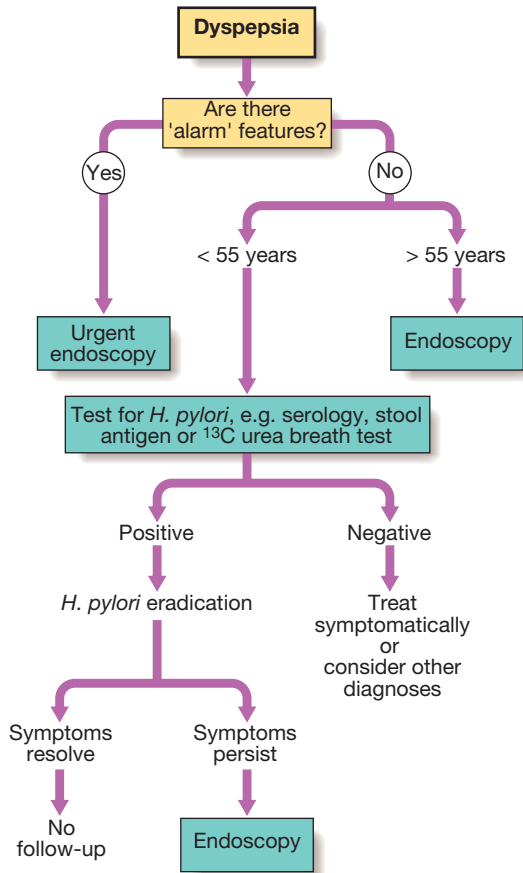 Dyspepsia
Are there
'alarm' features?
Yes
No
< 55 years
> 55 years
Urgent
endoscopy
Endoscopy
Test for H. pylori, e.g. serology, stool
antigen or ¹³C urea breath test
Positive
Negative
H. pylori eradication
Treat
symptomatically
or
consider other
diagnoses
Symptoms
resolve
Symptoms
persist
No
follow-up
Endoscopy